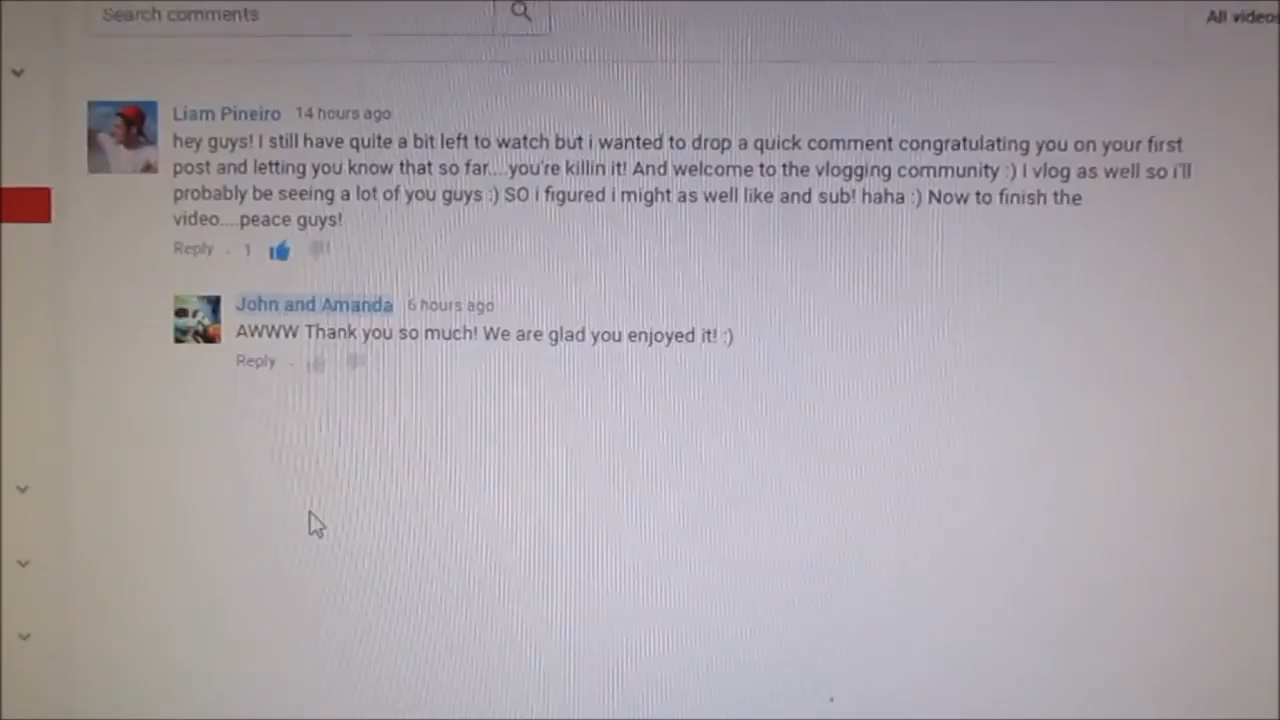 Search comments
All videos
Liam Pineiro 14 hours ago
hey guys! I still have quite a bit left to watch but i wanted to drop a quick comment congratulating you on your first
post and letting you know that so far....you're killin it! And welcome to the vlogging community :) I vlog as well so i'll
probably be seeing a lot of you guys :) SO i figured i might as well like and sub! haha :) Now to finish the
video....peace guys!
Reply · 1
John and Amanda 6 hours ago
AWWW Thank you so much! We are glad you enjoyed it! :)
Reply ·